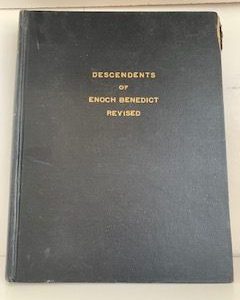 DESCENDENTS
OF
ENOCH BENEDICT
REVISED